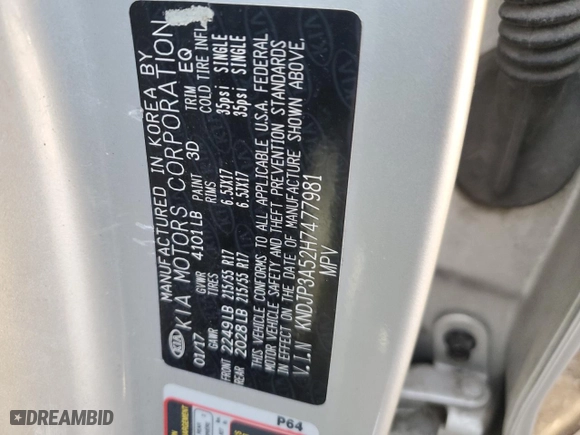 MANUFACTURED IN KOREA BY
KIA KIA MOTORS CORPORATION
01/17 GVWR 4101LB PAINT 3D TRIM EQ
GAWR TIRES RIMS COLD TIRE INFL
FRONT 2249LB 215/55 R17 6.5JX17 35psi SINGLE
REAR 2028LB 215/55 R17 6.5JX17 35psi SINGLE
THIS VEHICLE CONFORMS TO ALL APPLICABLE U.S.A. FEDERAL
MOTOR VEHICLE SAFETY AND THEFT PREVENTION STANDARDS
IN EFFECT ON THE DATE OF MANUFACTURE SHOWN ABOVE.
V.I.N KNDJP3A52H7477981
MPV
P64
DREAMBID